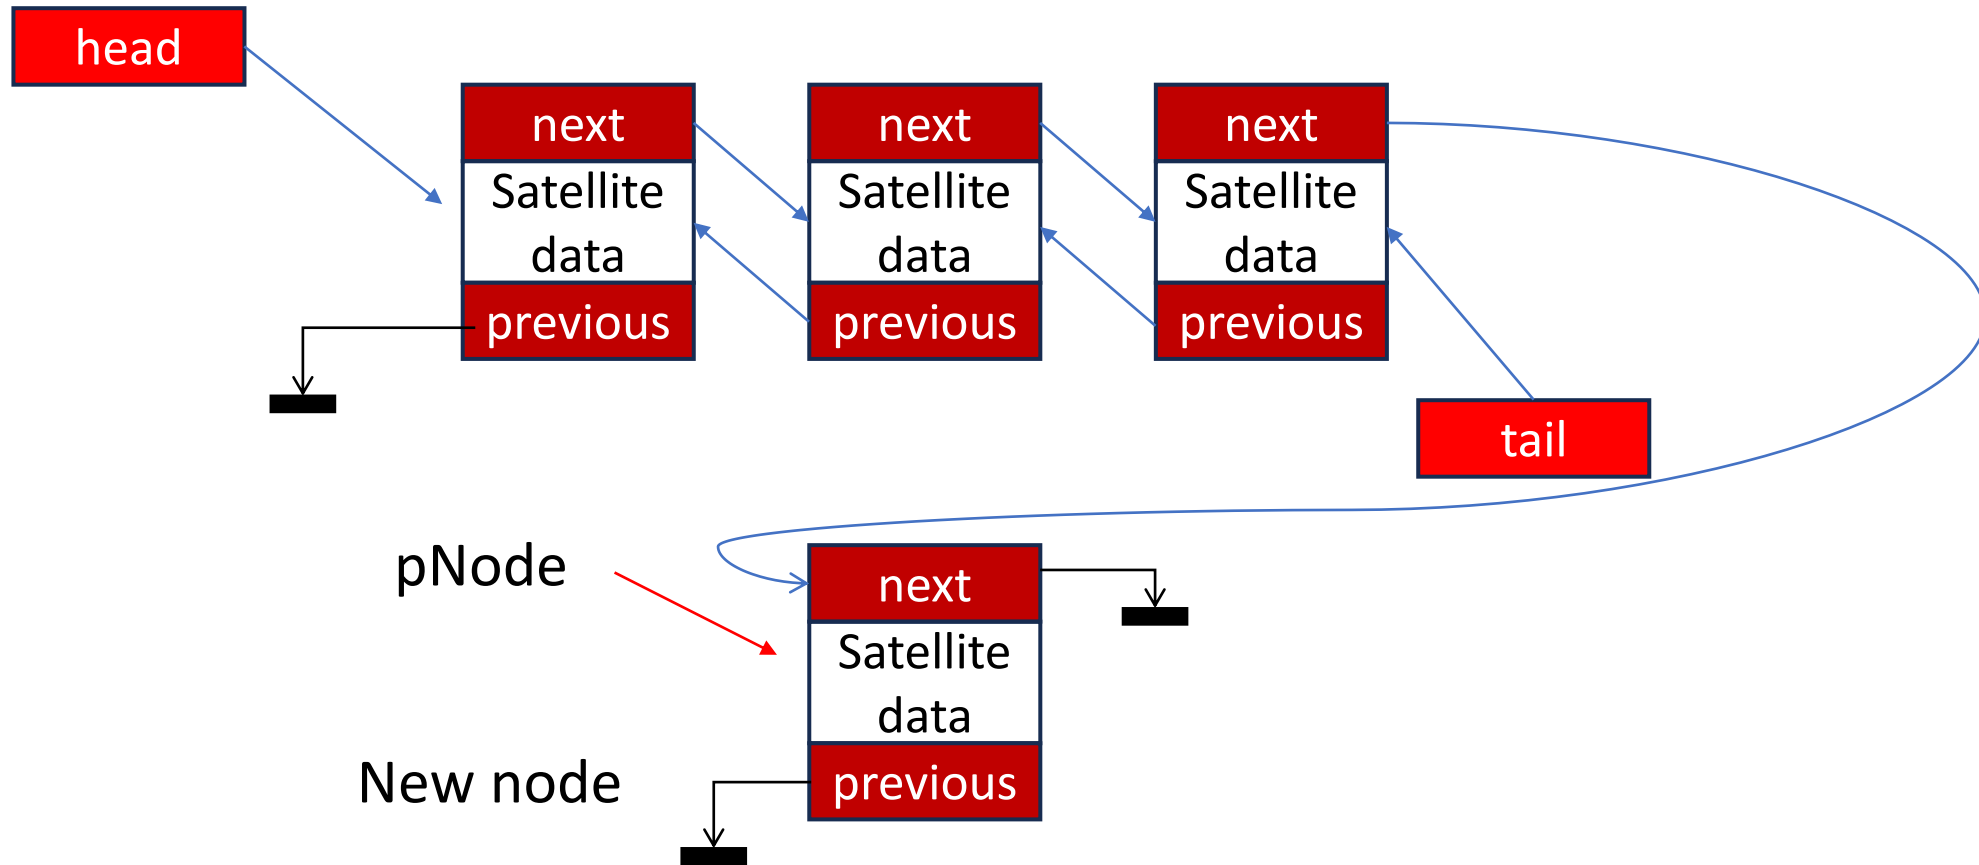 head
next
Satellite
data
previous
next
Satellite
data
previous
next
Satellite
data
previous
tail
pNode
next
Satellite
data
previous
New node